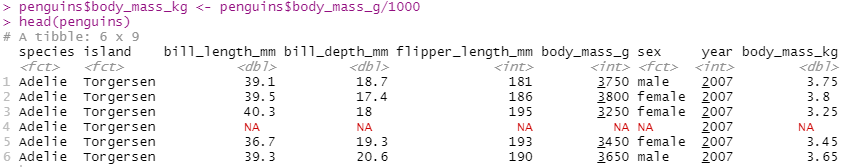 > penguins$body_mass_kg <- penguins$body_mass_g/1000
> head(penguins)
# A tibble: 6 x 9
species island bill_length_mm bill_depth_mm flipper_length_mm body_mass_g sex year body_mass_kg
<fct> <fct> <dbl> <dbl> <int> <int> <fct> <int> <dbl>
1 Adelie Torgersen 39.1 18.7 181 3750 male 2007 3.75
2 Adelie Torgersen 39.5 17.4 186 3800 female 2007 3.8
3 Adelie Torgersen 40.3 18 195 3250 female 2007 3.25
4 Adelie Torgersen NA NA NA NA NA 2007 NA
5 Adelie Torgersen 36.7 19.3 193 3450 female 2007 3.45
6 Adelie Torgersen 39.3 20.6 190 3650 male 2007 3.65